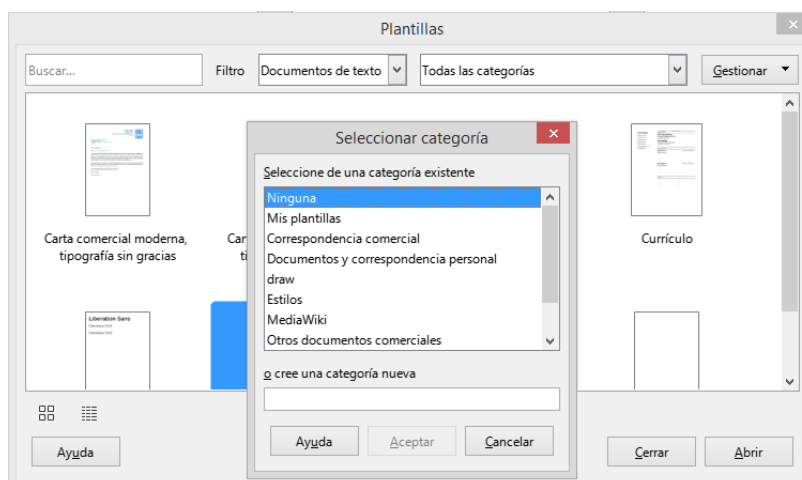 Plantillas
Buscar...
Filtro
Documentos de texto
Todas las categorías
Gestionar
Carta comercial moderna,
tipografía sin gracias
Car
ti
Currículo
Liberation Sans
Seleccionar categoría
Seleccione de una categoría existente
Ninguna
Mis plantillas
Correspondencia comercial
Documentos y correspondencia personal
draw
Estilos
MediaWiki
Otros documentos comerciales
o cree una categoría nueva
Ayuda
Aceptar
Cancelar
Ayuda
Cerrar
Abrir